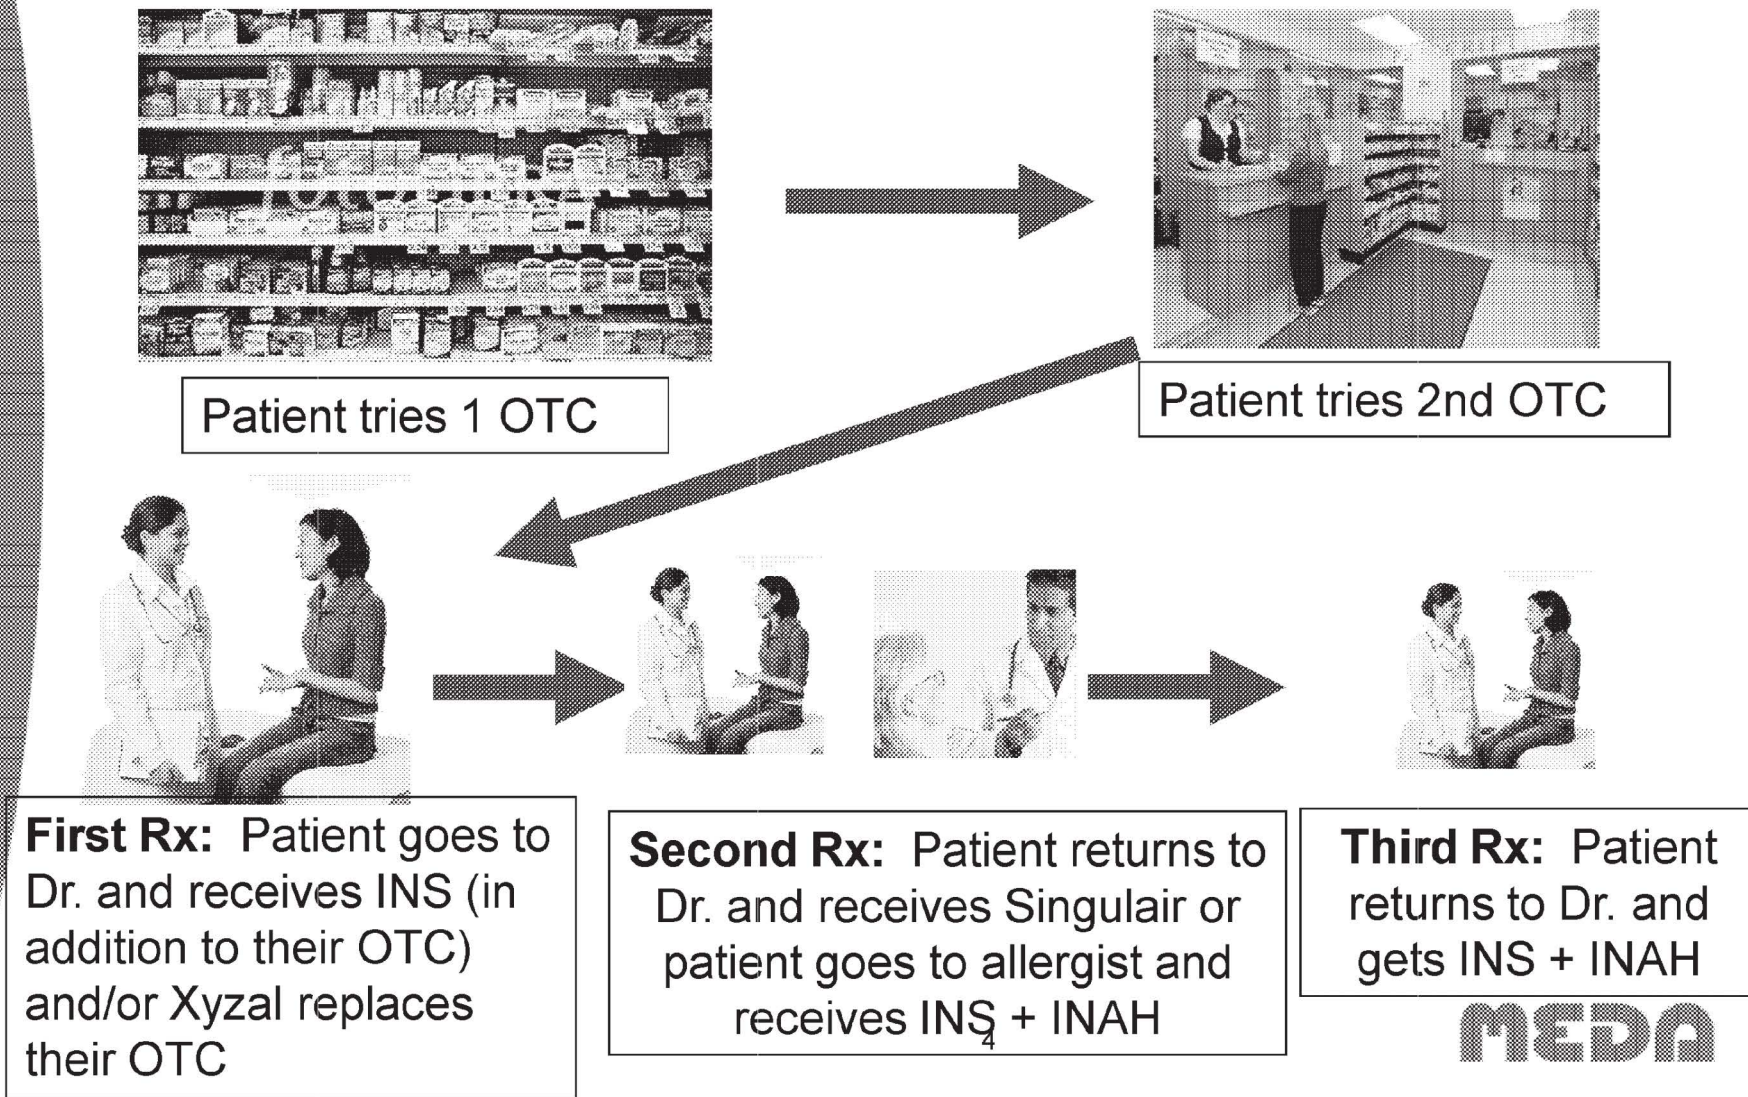 Patient tries 1 OTC
Patient tries 2nd OTC
First Rx: Patient goes to
Dr. and receives INS (in
addition to their OTC)
and/or Xyzal replaces
their OTC
Second Rx: Patient returns to
Dr. and receives Singulair or
patient goes to allergist and
receives INS + INAH
4
Third Rx: Patient
returns to Dr. and
gets INS + INAH
MEDA